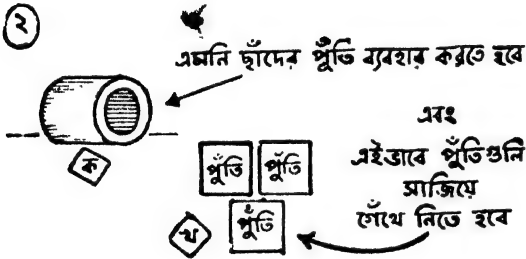 ২
এমনি ছাঁদের পুঁতি ব্যবহার করতে হবে
ক
এবং
এইভাবে পুঁতিগুলি
সাজিয়ে
গেঁথে নিতে হবে
পুঁতি পুঁতি
পুঁতি
খ